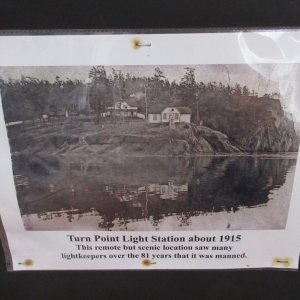 Turn Point Light Station about 1915
This remote but scenic location saw many
lightkeepers over the 81 years that it was manned.